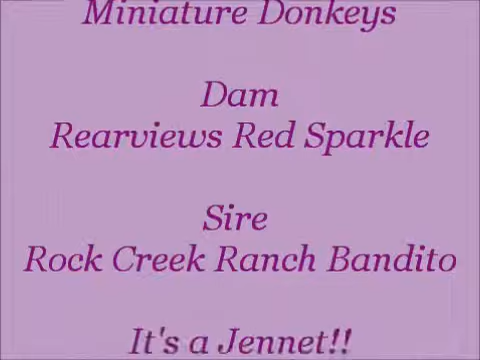 Miniature Donkeys
Dam
Rearviews Red Sparkle
Sire
Rock Creek Ranch Bandito
It's a Jennet!!